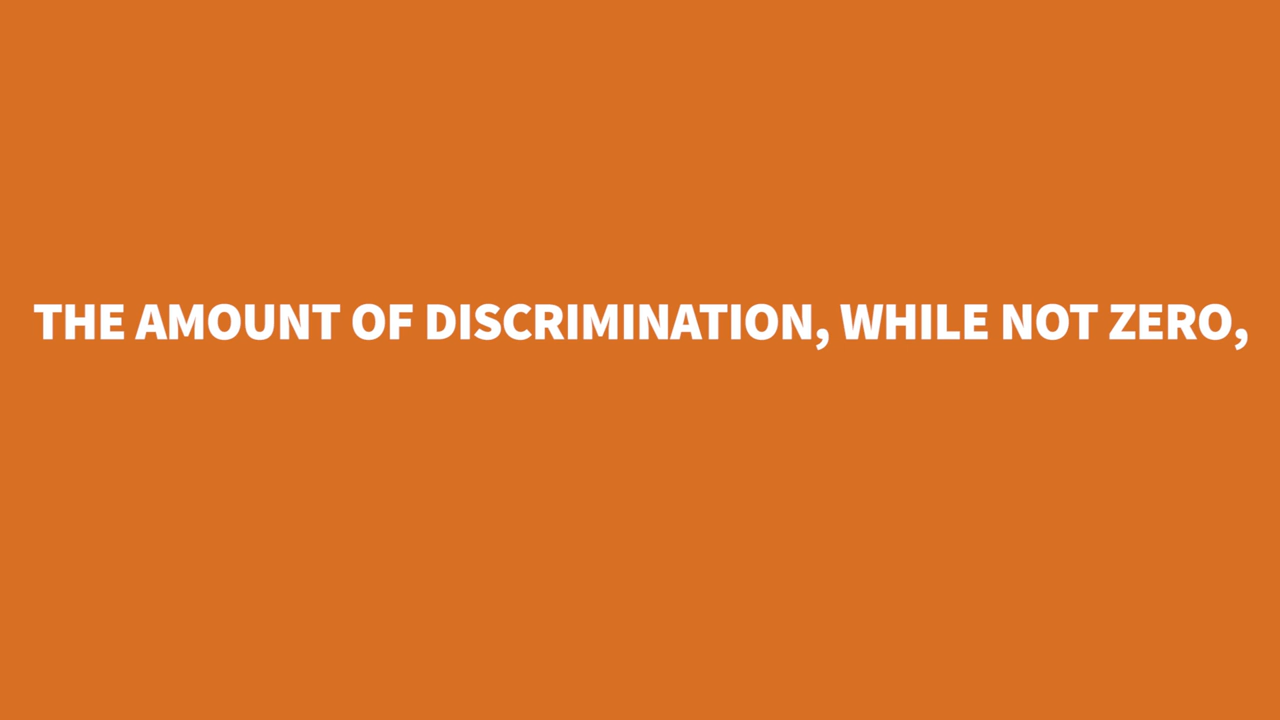 THE AMOUNT OF DISCRIMINATION, WHILE NOT ZERO,